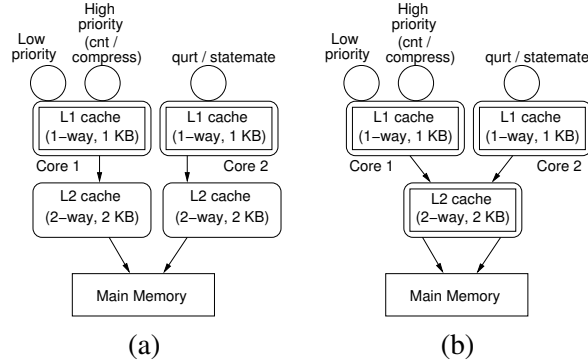 High
priority
(cnt /
compress)
Low
priority
qurt / statemate
L1 cache
(1−way, 1 KB)
L1 cache
(1−way, 1 KB)
Core 1
Core 2
L2 cache
(2−way, 2 KB)
L2 cache
(2−way, 2 KB)
Main Memory
(a)
High
priority
(cnt /
compress)
Low
priority
qurt / statemate
L1 cache
(1−way, 1 KB)
L1 cache
(1−way, 1 KB)
Core 1
Core 2
L2 cache
(2−way, 2 KB)
Main Memory
(b)